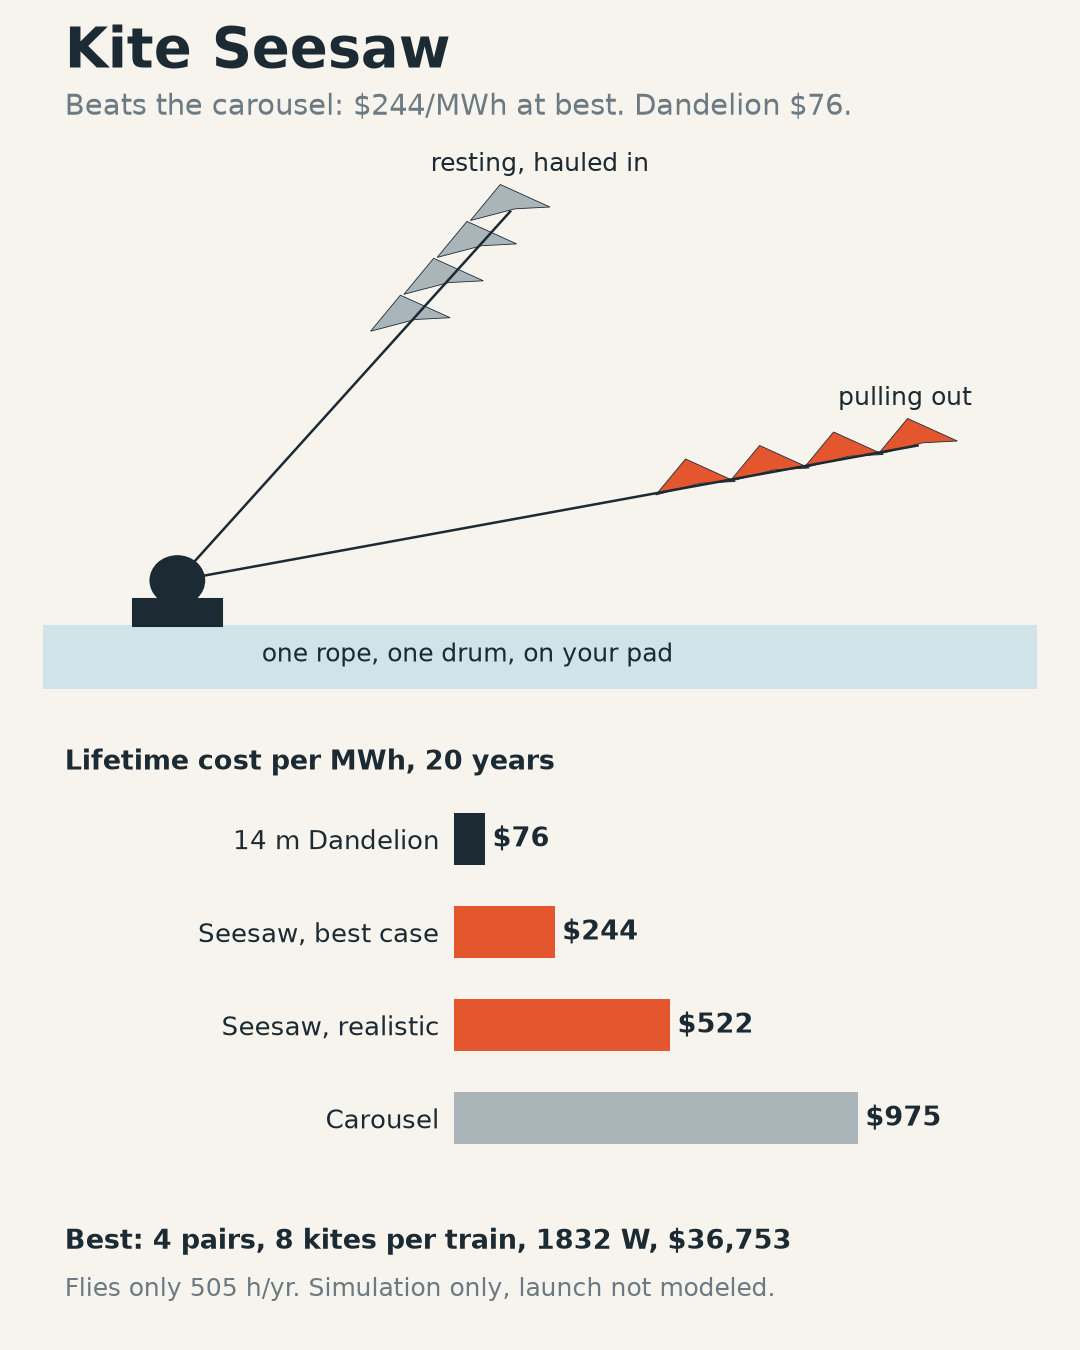 Kite Seesaw
Beats the carousel: $244/MWh at best. Dandelion $76.
resting, hauled in
pulling out
one rope, one drum, on your pad
Lifetime cost per MWh, 20 years
14 m Dandelion $76
Seesaw, best case $244
Seesaw, realistic $522
Carousel $975
Best: 4 pairs, 8 kites per train, 1832 W, $36,753
Flies only 505 h/yr. Simulation only, launch not modeled.